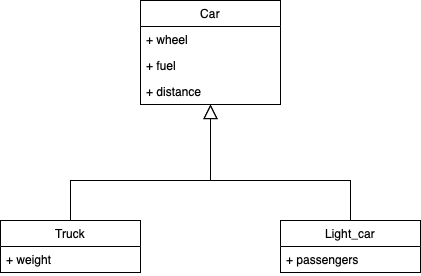 Car
+ wheel
+ fuel
+ distance
Truck
+ weight
Light_car
+ passengers